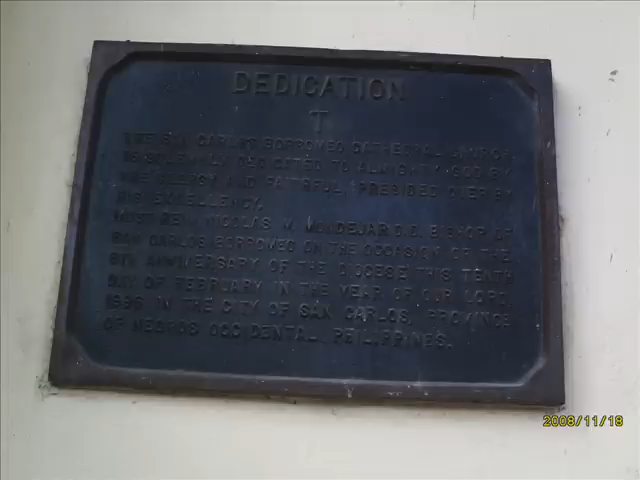 DEDICATION
THE SAN CARLOS BORROMEO CATHEDRAL CHURCH
IS SOLEMNLY DEDICATED TO ALMIGHTY GOD BY
THE CLERGY AND FAITHFUL, PRESIDED OVER BY
HIS EXCELLENCY,
MOST REV. NICOLAS M. MONDEJAR D.D. BISHOP OF
SAN CARLOS BORROMEO ON THE OCCASION OF THE
8TH ANNIVERSARY OF THE DIOCESE THIS TENTH
DAY OF FEBRUARY IN THE YEAR OF OUR LORD,
IN THE CITY OF SAN CARLOS, PROVINCE
OF NEGROS OCCIDENTAL, PHILIPPINES.
2008/11/18